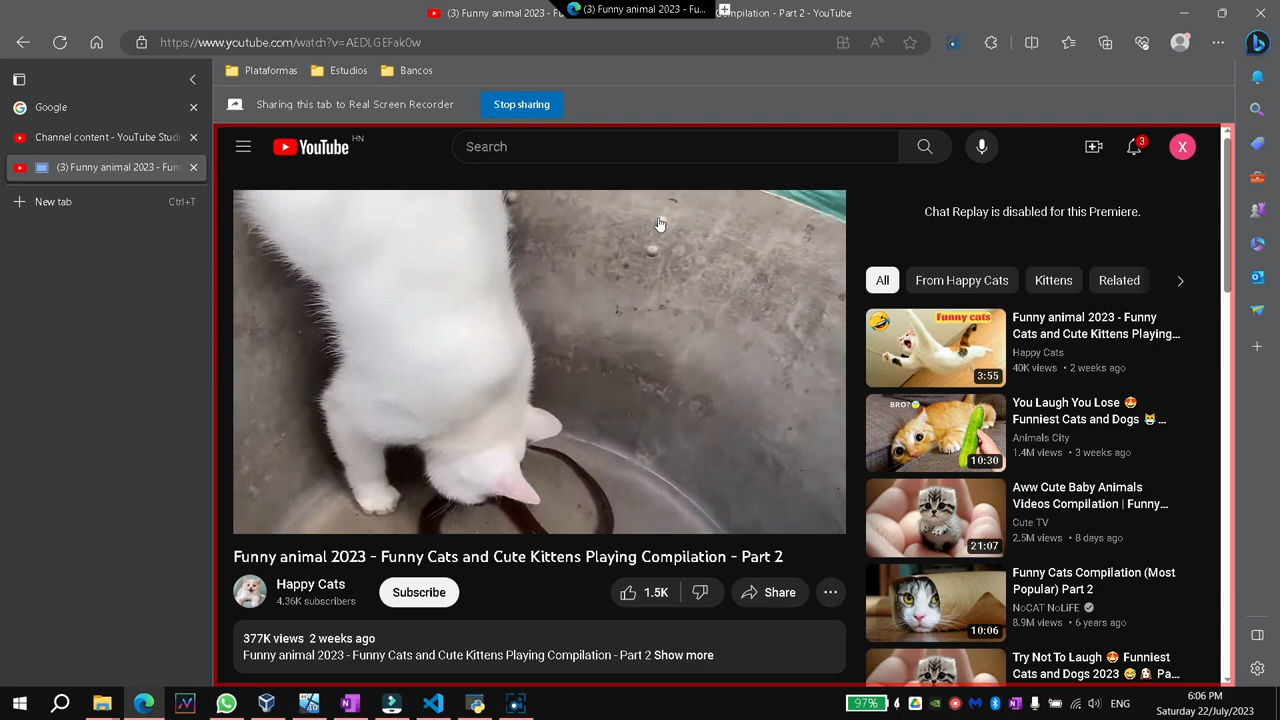 (3) Funny animal 2023 - Fu
(3) Funny animal 2023 - Fu...
ompilation - Part 2 - YouTube
https://www.youtube.com/watch?v=AEDLGEFak0w
Plataformas
Estudios
Bancos
Google
Channel content - YouTube Studi
(3) Funny animal 2023 - Fun
New tab
Ctrl+T
Sharing this tab to Real Screen Recorder
Stop sharing
YouTube
HN
Search
3
X
Chat Replay is disabled for this Premiere.
All
From Happy Cats
Kittens
Related
Funny cats
3:55
Funny animal 2023 - Funny
Cats and Cute Kittens Playing...
Happy Cats
40K views • 2 weeks ago
BRO?
10:30
You Laugh You Lose 😍
Funniest Cats and Dogs 😹 ...
Animals City
1.4M views • 3 weeks ago
21:07
Aww Cute Baby Animals
Videos Compilation | Funny...
Cute TV
2.5M views • 8 days ago
10:06
Funny Cats Compilation (Most
Popular) Part 2
NoCAT NoLiFE
8.9M views • 6 years ago
Try Not To Laugh 😍 Funniest
Cats and Dogs 2023 😂 🐶 Pa...
Funny animal 2023 - Funny Cats and Cute Kittens Playing Compilation - Part 2
Happy Cats
4.36K subscribers
Subscribe
1.5K
Share
377K views 2 weeks ago
Funny animal 2023 - Funny Cats and Cute Kittens Playing Compilation - Part 2 Show more
97%
ENG
6:06 PM
Saturday 22/July/2023